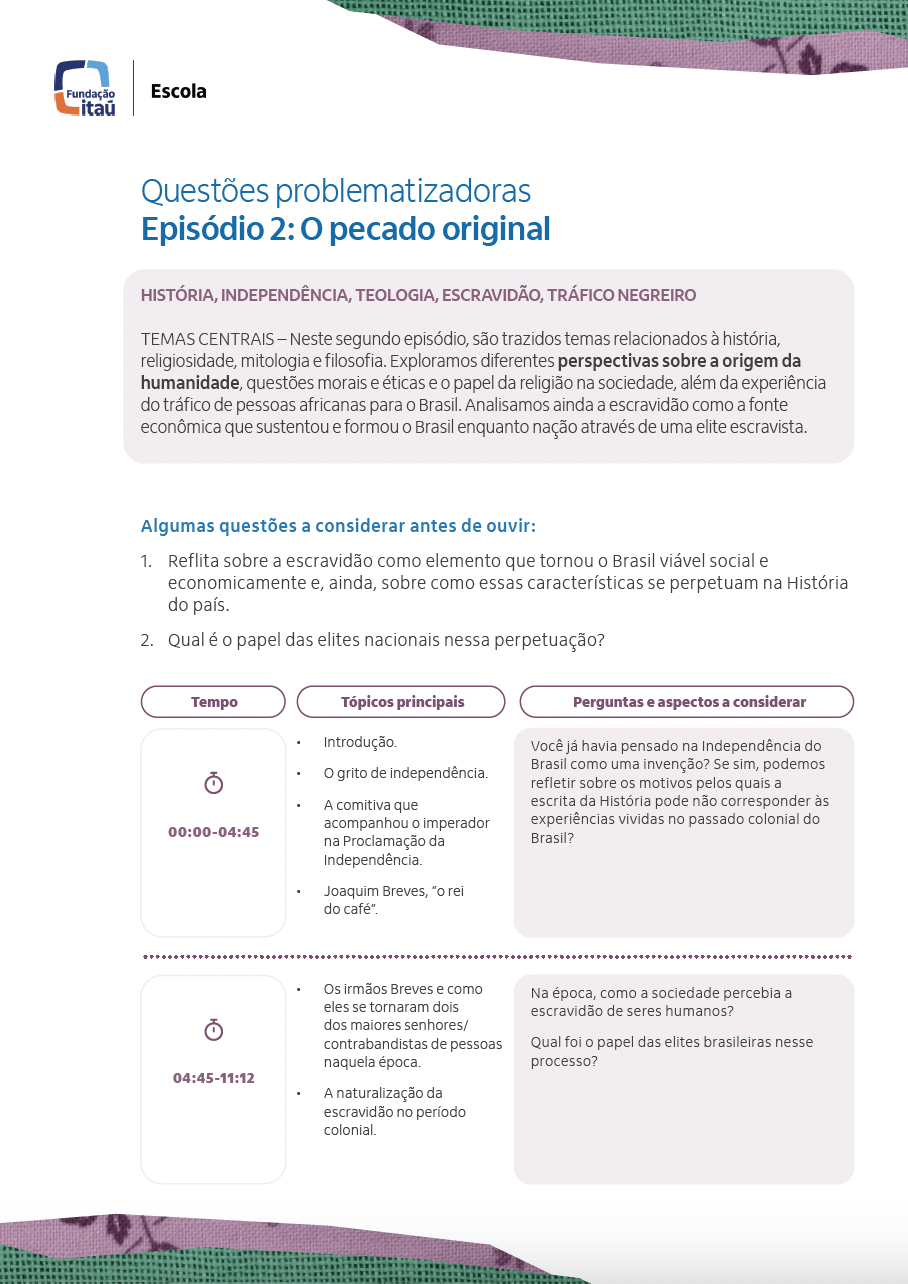 Fundação
itaú
Escola
Questões problematizadoras
Episódio 2: O pecado original
HISTÓRIA, INDEPENDÊNCIA, TEOLOGIA, ESCRAVIDÃO, TRÁFICO NEGREIRO
TEMAS CENTRAIS – Neste segundo episódio, são trazidos temas relacionados à história,
religiosidade, mitologia e filosofia. Exploramos diferentes perspectivas sobre a origem da
humanidade, questões morais e éticas e o papel da religião na sociedade, além da experiência
do tráfico de pessoas africanas para o Brasil. Analisamos ainda a escravidão como a fonte
econômica que sustentou e formou o Brasil enquanto nação através de uma elite escravista.
Algumas questões a considerar antes de ouvir:
1. Reflita sobre a escravidão como elemento que tornou o Brasil viável social e
economicamente e, ainda, sobre como essas características se perpetuam na História
do país.
2. Qual é o papel das elites nacionais nessa perpetuação?
Tempo
Tópicos principais
Perguntas e aspectos a considerar
00:00-04:45
• Introdução.
• O grito de independência.
• A comitiva que
acompanhou o imperador
na Proclamação da
Independência.
• Joaquim Breves, “o rei
do café”.
Você já havia pensado na Independência do
Brasil como uma invenção? Se sim, podemos
refletir sobre os motivos pelos quais a
escrita da História pode não corresponder às
experiências vividas no passado colonial do
Brasil?
04:45-11:12
• Os irmãos Breves e como
eles se tornaram dois
dos maiores senhores/
contrabandistas de pessoas
naquela época.
• A naturalização da
escravidão no período
colonial.
Na época, como a sociedade percebia a
escravidão de seres humanos?
Qual foi o papel das elites brasileiras nesse
processo?